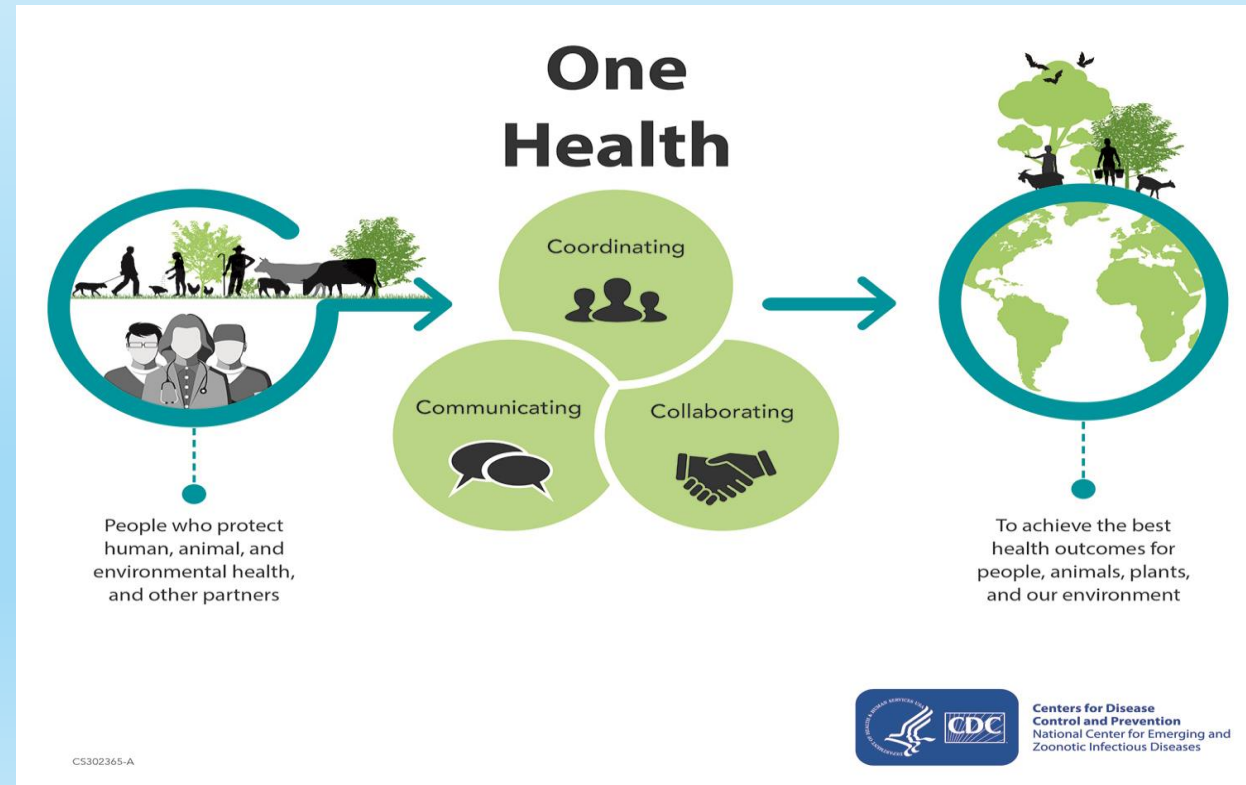 One
Health
Coordinating
Communicating
Collaborating
People who protect
human, animal, and
environmental health,
and other partners
To achieve the best
health outcomes for
people, animals, plants,
and our environment
CDC
Centers for Disease
Control and Prevention
National Center for Emerging and
Zoonotic Infectious Diseases
CS302365-A